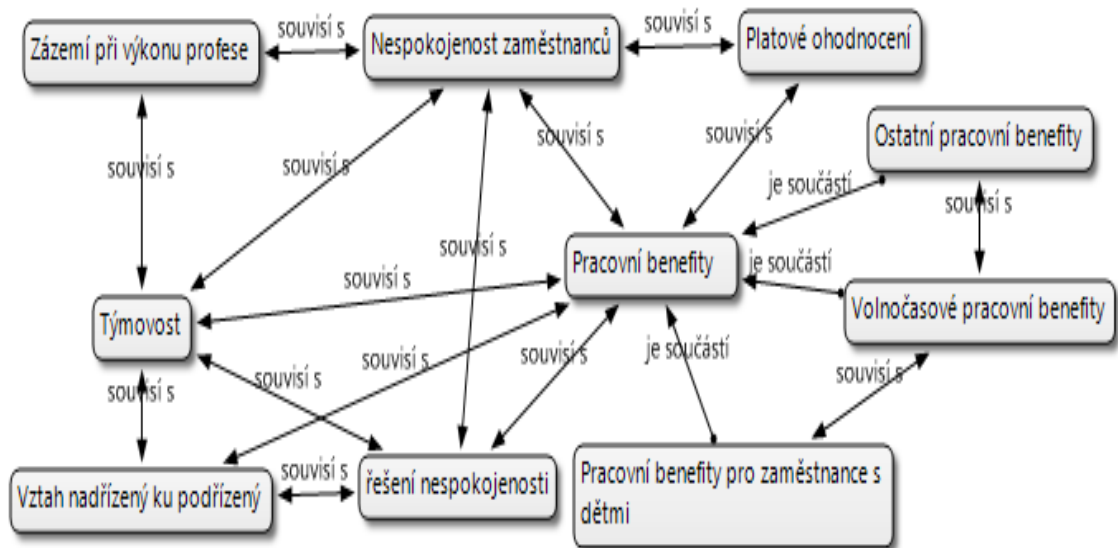 souvisí s
souvisí s
Zázemí při výkonu profese
Nespokojenost zaměstnanců
Platové ohodnocení
Ostatní pracovní benefity
souvisí s
souvisí s
souvisí s
souvisí s
je součástí
souvisí s
souvisí s
Pracovní benefity
je součástí
souvisí s
Týmovost
Volnočasové pracovní benefity
souvisí s
souvisí s
je součástí
souvisí s
souvisí s
souvisí s
souvisí s
Vztah nadřízený ku podřízený
řešení nespokojenosti
Pracovní benefity pro zaměstnance s
dětmi